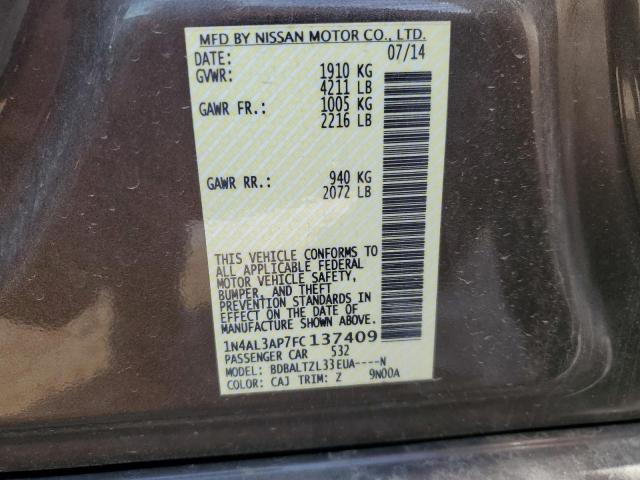 MFD BY NISSAN MOTOR CO., LTD.
DATE: 07/14
GVWR: 1910 KG
4211 LB
GAWR FR.: 1005 KG
2216 LB
GAWR RR.: 940 KG
2072 LB
THIS VEHICLE CONFORMS TO
ALL APPLICABLE FEDERAL
MOTOR VEHICLE SAFETY,
BUMPER, AND THEFT
PREVENTION STANDARDS IN
EFFECT ON THE DATE OF
MANUFACTURE SHOWN ABOVE.
1N4AL3AP7FC137409
PASSENGER CAR 532
MODEL: BDBALTZL33EUA----N
COLOR: CAJ TRIM: Z 9N00A